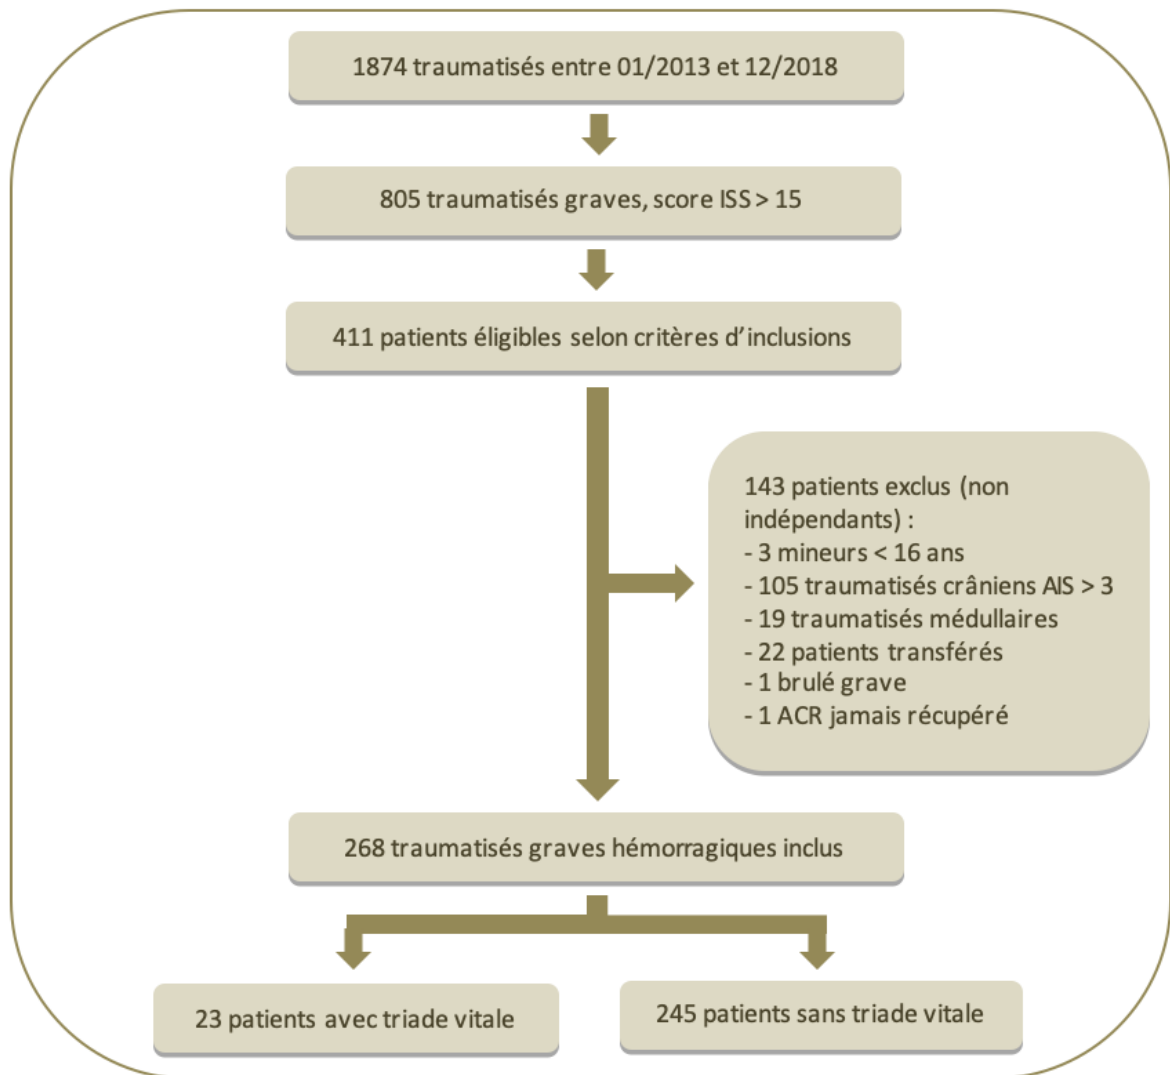 1874 traumatisés entre 01/2013 et 12/2018
805 traumatisés graves, score ISS > 15
411 patients éligibles selon critères d’inclusions
143 patients exclus (non
indépendants) :
- 3 mineurs < 16 ans
- 105 traumatisés crâniens AIS > 3
- 19 traumatisés médullaires
- 22 patients transférés
- 1 brulé grave
- 1 ACR jamais récupéré
268 traumatisés graves hémorragiques inclus
23 patients avec triade vitale
245 patients sans triade vitale